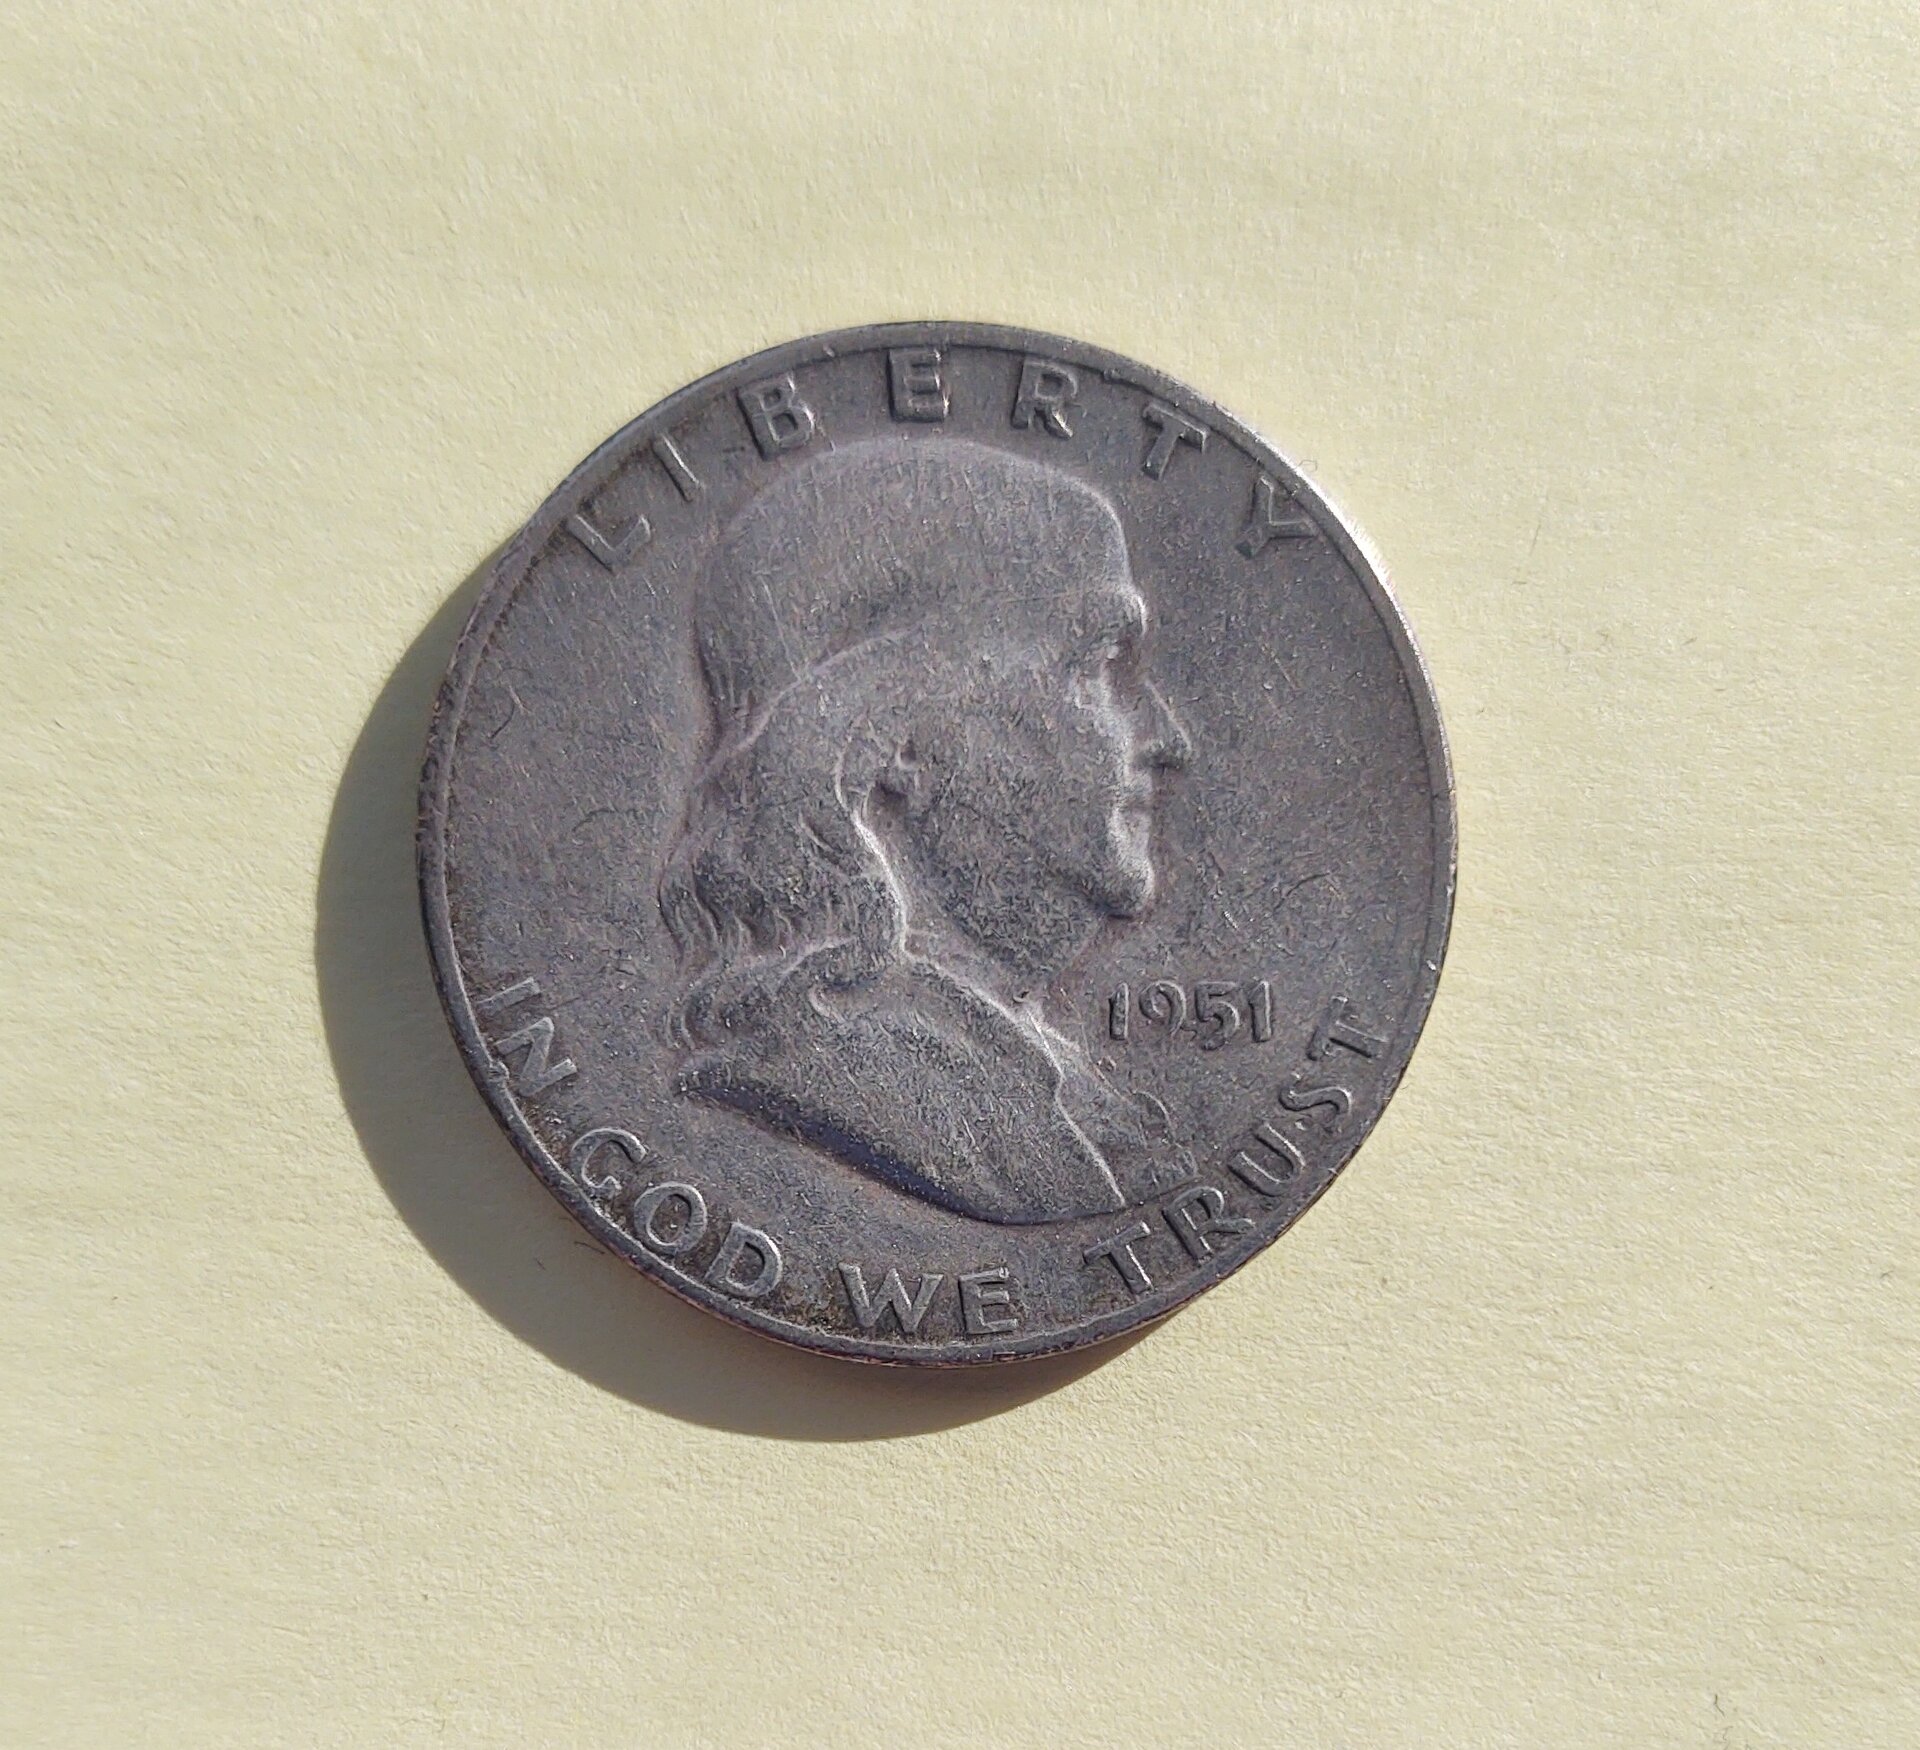 LIBERTY
1951
IN GOD WE TRUST